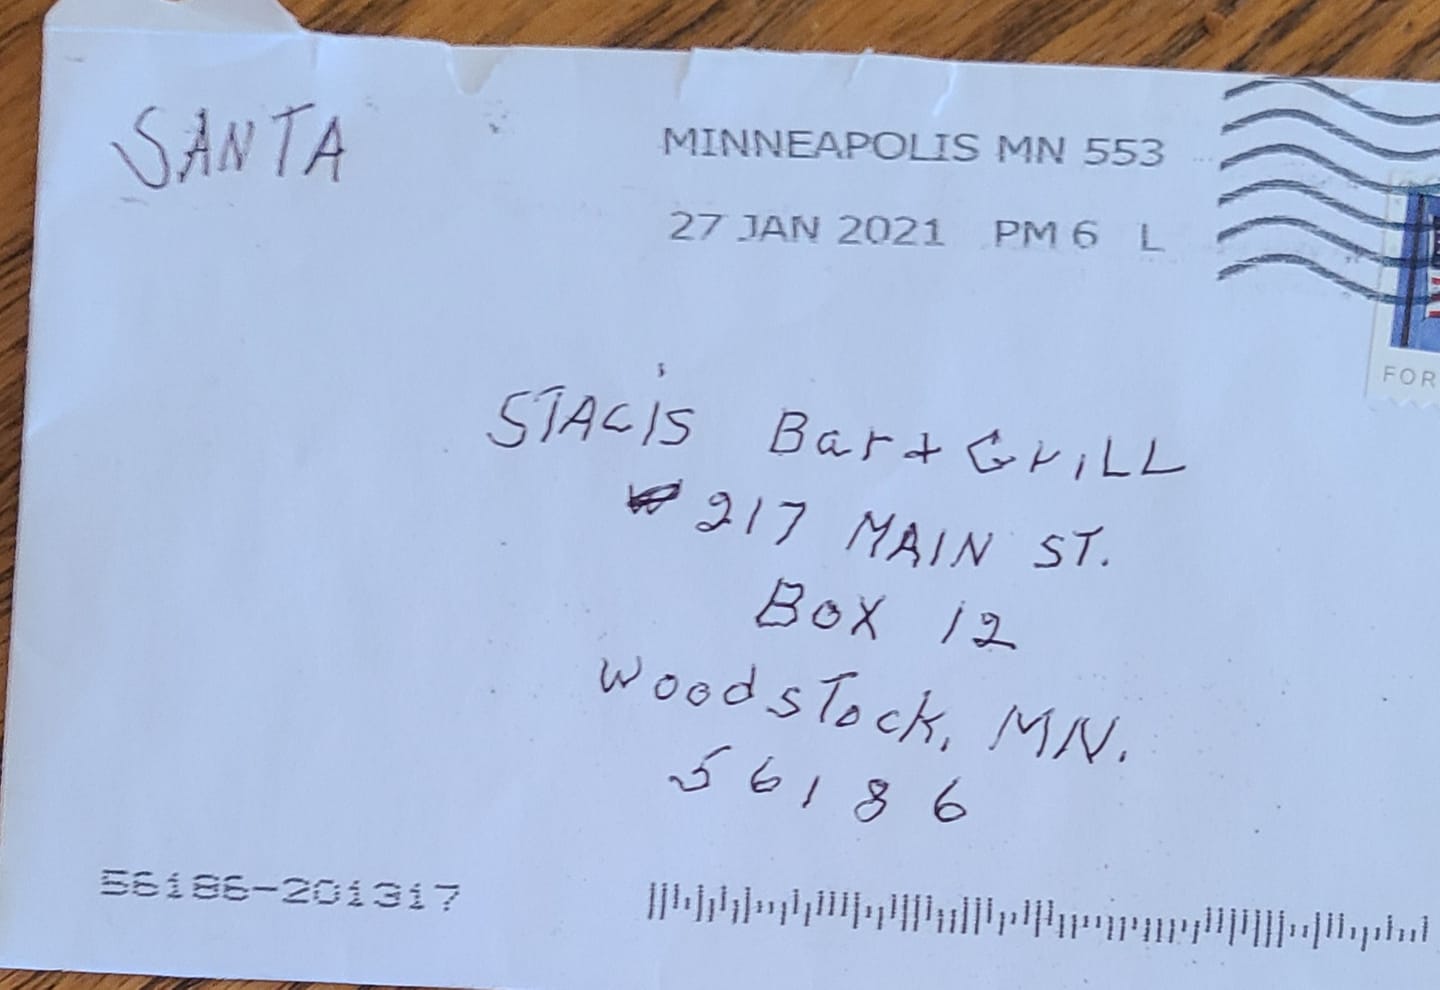 SANTA
MINNEAPOLIS MN 553
27 JAN 2021 PM 6 L
STACI'S Bar + GriLL
217 MAIN ST.
BOX 12
WoodsTock, MN.
56186
56186-201317
FOR